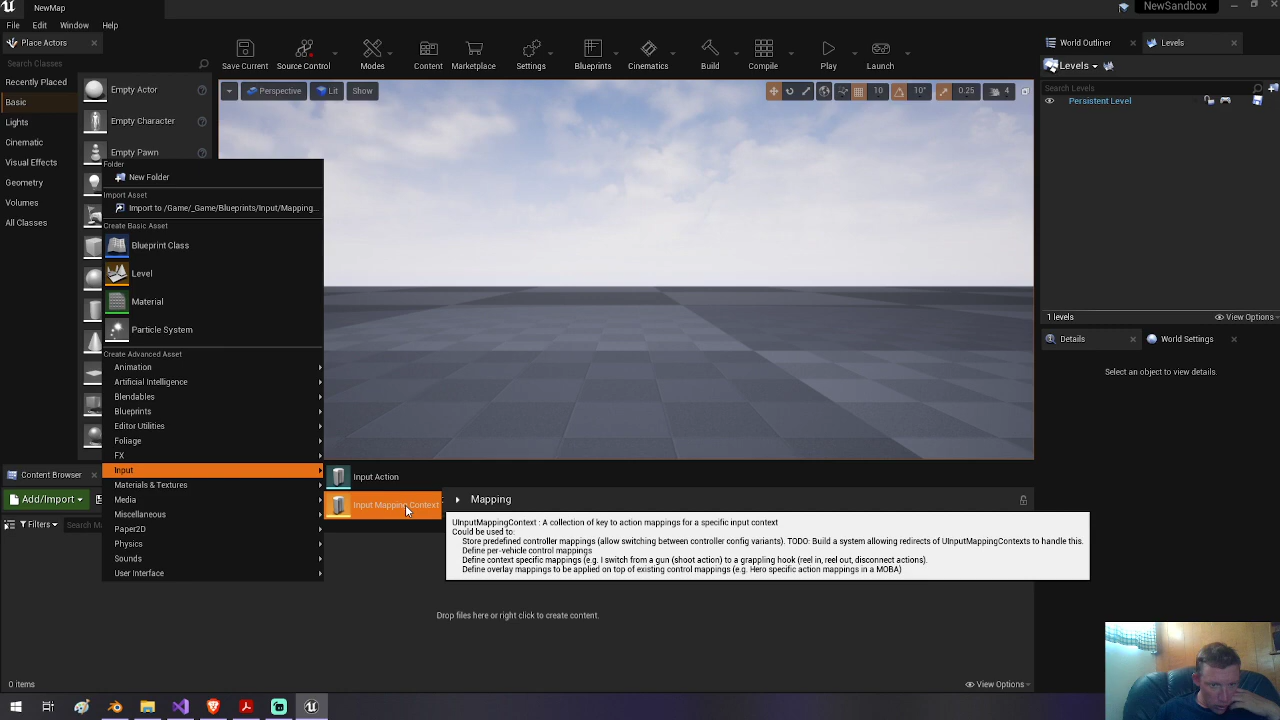 NewMap
NewSandbox
File Edit Window Help
Place Actors
World Outliner
Levels
Search Classes
Save Current Source Control Modes Content Marketplace Settings Blueprints Cinematics Build Compile Play Launch
Levels
Recently Placed
Basic
Lights
Cinematic
Visual Effects
Geometry
Volumes
All Classes
Empty Actor
Empty Character
Empty Pawn
Perspective Lit Show
10 10° 0.25 4
Search Levels
Persistent Level
1 levels
View Options
Details
World Settings
Select an object to view details.
Folder
New Folder
Import Asset
Import to /Game/_Game/Blueprints/Input/Mapping...
Create Basic Asset
Blueprint Class
Level
Material
Particle System
Create Advanced Asset
Animation
Artificial Intelligence
Blendables
Blueprints
Editor Utilities
Foliage
FX
Input
Materials & Textures
Media
Miscellaneous
Paper2D
Physics
Sounds
User Interface
Input Action
Input Mapping Context
Content Browser
Add/Import
Filters
Mapping
UInputMappingContext : A collection of key to action mappings for a specific input context
Could be used to:
Store predefined controller mappings (allow switching between controller config variants). TODO: Build a system allowing redirects of UInputMappingContexts to handle this.
Define per-vehicle control mappings
Define context specific mappings (e.g. I switch from a gun (shoot action) to a grappling hook (reel in, reel out, disconnect actions).
Define overlay mappings to be applied on top of existing control mappings (e.g. Hero specific action mappings in a MOBA)
Drop files here or right click to create content.
0 items
View Options